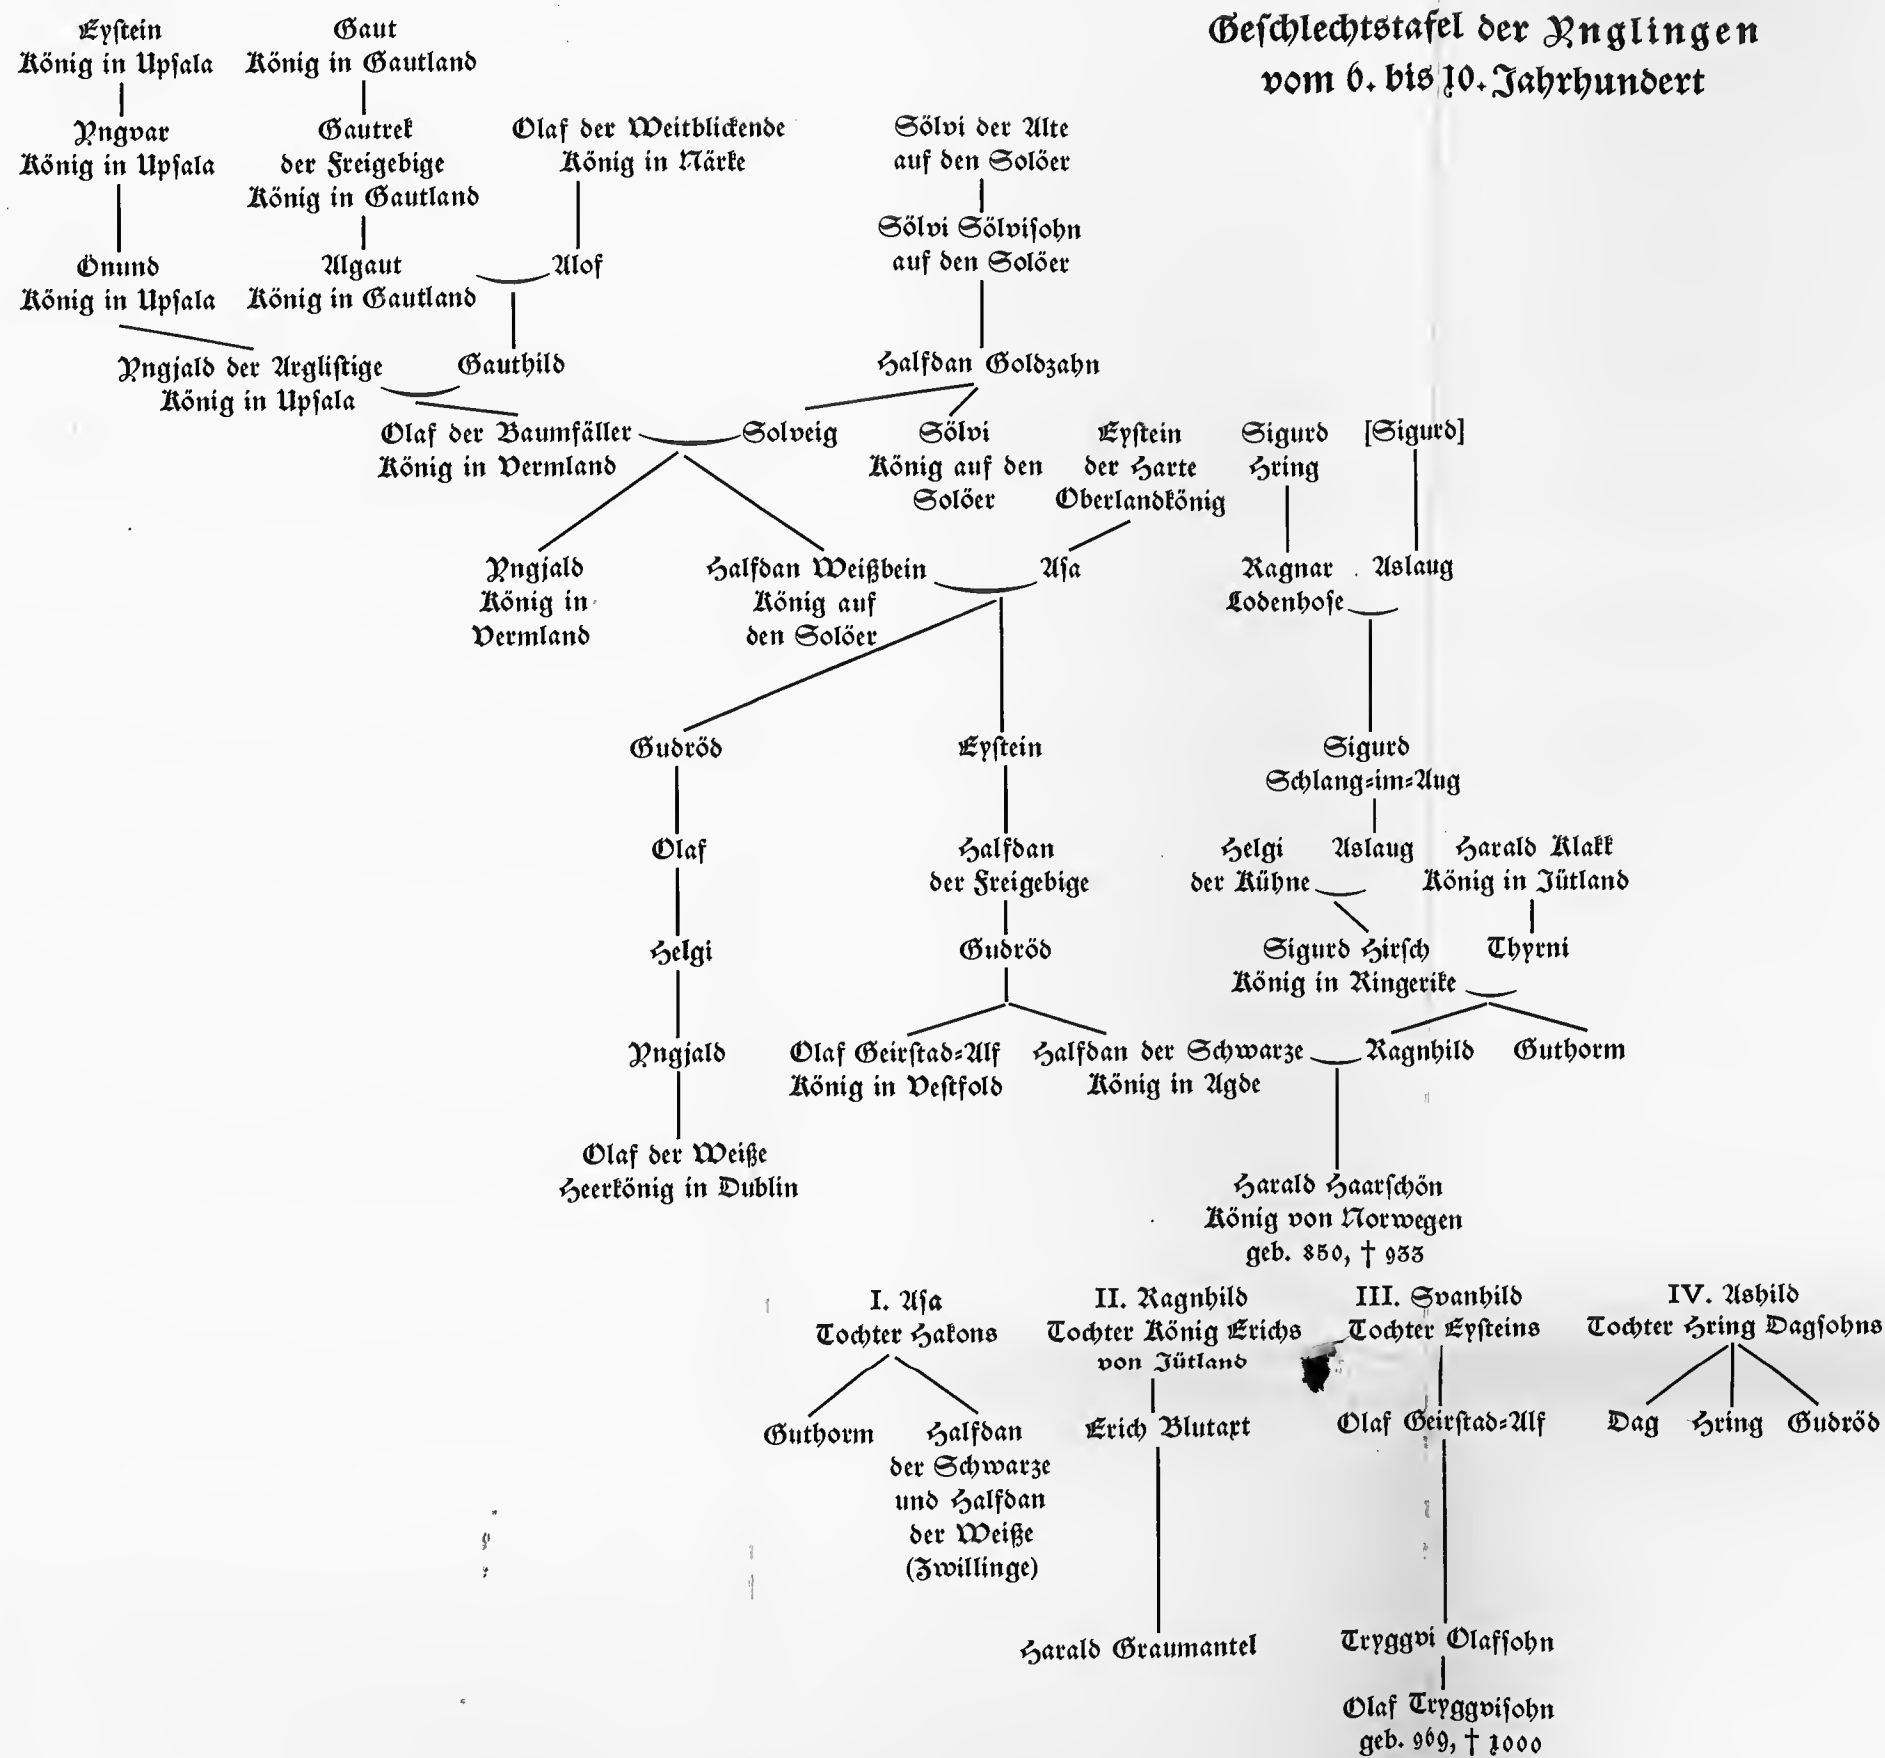 Geschlechtstafel der Ynglingen
vom 6. bis 10. Jahrhundert
Eystein
König in Upsala
Gaut
König in Gautland
Yngvar
König in Upsala
Gautrek
der Freigebige
König in Gautland
Olaf der Weitblickende
König in Närke
Sölvi der Alte
auf den Solöer
Sölvi Sölvisohn
auf den Solöer
Önund
König in Upsala
Algaut
König in Gautland
Alof
Yngjald der Arglistige
König in Upsala
Gauthild
Halfdan Goldzahn
Olaf der Baumfäller
König in Vermland
Solveig
Sölvi
König auf den
Solöer
Eystein
der Harte
Oberlandkönig
Sigurd
Hring
[Sigurd]
Yngjald
König in
Vermland
Halfdan Weißbein
König auf
den Solöer
Asa
Ragnar
Lodenhose
Aslaug
Gudröd
Eystein
Sigurd
Schlang-im-Aug
Olaf
Halfdan
der Freigebige
Helgi
der Kühne
Aslaug
Harald Klakk
König in Jütland
Helgi
Gudröd
Sigurd Hirsch
König in Ringerike
Thyrni
Yngjald
Olaf Geirstad-Alf
König in Vestfold
Halfdan der Schwarze
König in Agde
Ragnhild
Guthorm
Olaf der Weiße
Heerkönig in Dublin
Harald Haarschön
König von Norwegen
geb. 850, † 933
I. Asa
Tochter Hakons
II. Ragnhild
Tochter König Erichs
von Jütland
III. Svanhild
Tochter Eysteins
IV. Ashild
Tochter Hring Dagsohns
Guthorm
Halfdan
der Schwarze
und Halfdan
der Weiße
(Zwillinge)
Erich Blutaxt
Olaf Geirstad-Alf
Dag
Hring
Gudröd
Harald Graumantel
Tryggvi Olafsohn
Olaf Tryggvisohn
geb. 969, † 1000